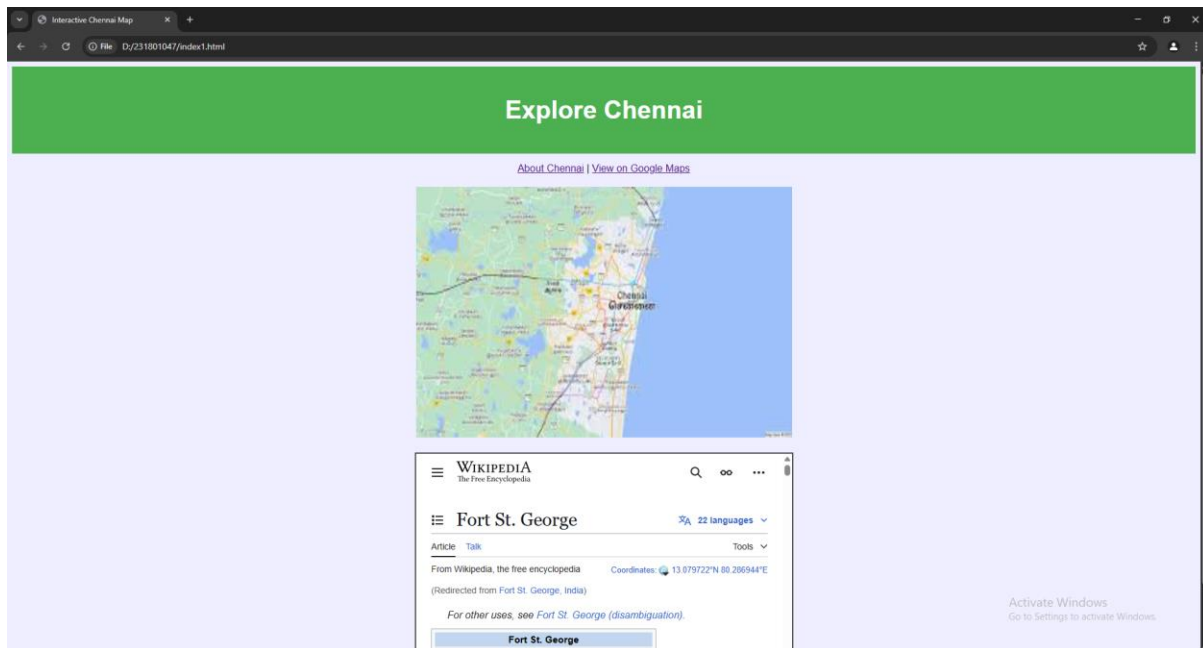 Interactive Chennai Map
File D:/231801047/index1.html
Explore Chennai
About Chennai | View on Google Maps
Chennai
சென்னை
WIKIPEDIA
The Free Encyclopedia
Fort St. George
22 languages
Article Talk Tools
From Wikipedia, the free encyclopedia Coordinates: 13.079722°N 80.286944°E
(Redirected from Fort St. George, India)
For other uses, see Fort St. George (disambiguation).
Fort St. George
Activate Windows
Go to Settings to activate Windows.